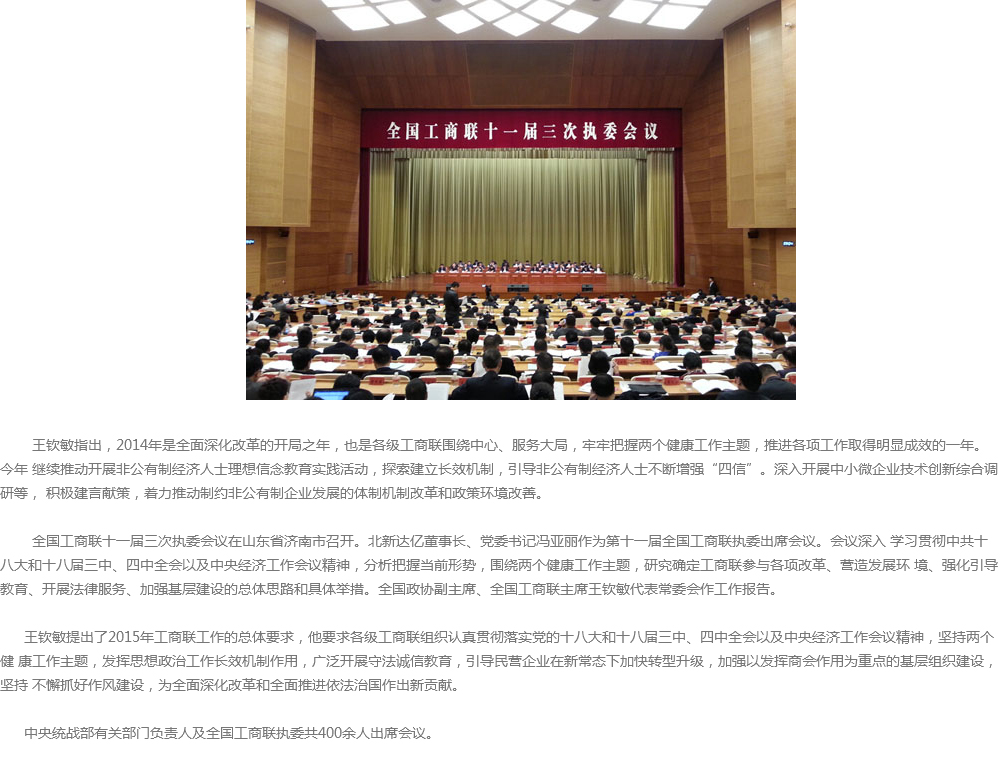 全国工商联十一届三次执委会议
王钦敏指出，2014年是全面深化改革的开局之年，也是各级工商联围绕中心、服务大局，牢牢把握两个健康工作主题，推进各项工作取得明显成效的一年。
今年 继续推动开展非公有制经济人士理想信念教育实践活动，探索建立长效机制，引导非公有制经济人士不断增强“四信”。深入开展中小微企业技术创新综合调
研等， 积极建言献策，着力推动制约非公有制企业发展的体制机制改革和政策环境改善。
全国工商联十一届三次执委会议在山东省济南市召开。北新达亿董事长、党委书记冯亚丽作为第十一届全国工商联执委出席会议。会议深入 学习贯彻中共十
八大和十八届三中、四中全会以及中央经济工作会议精神，分析把握当前形势，围绕两个健康工作主题，研究确定工商联参与各项改革、营造发展环 境、强化引导
教育、开展法律服务、加强基层建设的总体思路和具体举措。全国政协副主席、全国工商联主席王钦敏代表常委会作工作报告。
王钦敏提出了2015年工商联工作的总体要求，他要求各级工商联组织认真贯彻落实党的十八大和十八届三中、四中全会以及中央经济工作会议精神，坚持两个
健 康工作主题，发挥思想政治工作长效机制作用，广泛开展守法诚信教育，引导民营企业在新常态下加快转型升级，加强以发挥商会作用为重点的基层组织建设，
坚持 不懈抓好作风建设，为全面深化改革和全面推进依法治国作出新贡献。
中央统战部有关部门负责人及全国工商联执委共400余人出席会议。